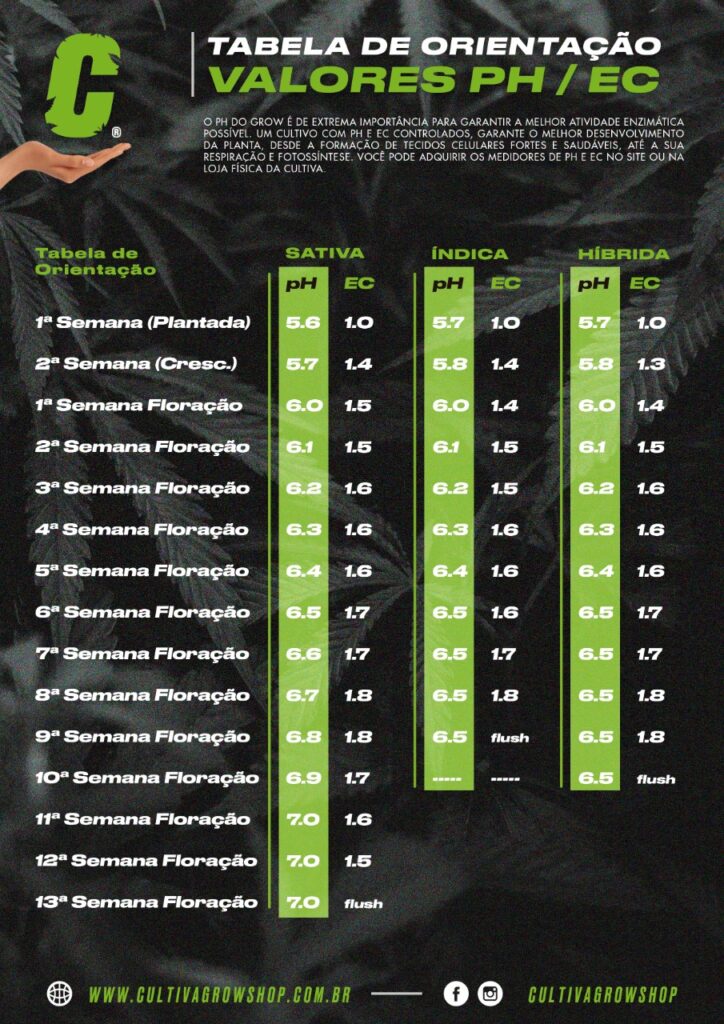 C
®
TABELA DE ORIENTAÇÃO
VALORES PH / EC
O PH DO GROW É DE EXTREMA IMPORTÂNCIA PARA GARANTIR A MELHOR ATIVIDADE ENZIMÁTICA
POSSÍVEL. UM CULTIVO COM PH E EC CONTROLADOS, GARANTE O MELHOR DESENVOLVIMENTO
DA PLANTA, DESDE A FORMAÇÃO DE TECIDOS CELULARES FORTES E SAUDÁVEIS, ATÉ A SUA
RESPIRAÇÃO E FOTOSSÍNTESE. VOCÊ PODE ADQUIRIR OS MEDIDORES DE PH E EC NO SITE OU NA
LOJA FÍSICA DA CULTIVA.
Tabela de
Orientação
SATIVA ÍNDICA HÍBRIDA
pH EC pH EC pH EC
1ª Semana (Plantada) 5.6 1.0 5.7 1.0 5.7 1.0
2ª Semana (Cresc.) 5.7 1.4 5.8 1.4 5.8 1.3
1ª Semana Floração 6.0 1.5 6.0 1.4 6.0 1.4
2ª Semana Floração 6.1 1.5 6.1 1.5 6.1 1.5
3ª Semana Floração 6.2 1.6 6.2 1.5 6.2 1.6
4ª Semana Floração 6.3 1.6 6.3 1.6 6.3 1.6
5ª Semana Floração 6.4 1.6 6.4 1.6 6.4 1.6
6ª Semana Floração 6.5 1.7 6.5 1.6 6.5 1.7
7ª Semana Floração 6.6 1.7 6.5 1.7 6.5 1.7
8ª Semana Floração 6.7 1.8 6.5 1.8 6.5 1.8
9ª Semana Floração 6.8 1.8 6.5 flush 6.5 1.8
10ª Semana Floração 6.9 1.7 ----- ----- 6.5 flush
11ª Semana Floração 7.0 1.6
12ª Semana Floração 7.0 1.5
13ª Semana Floração 7.0 flush
WWW.CULTIVAGROWSHOP.COM.BR CULTIVAGROWSHOP